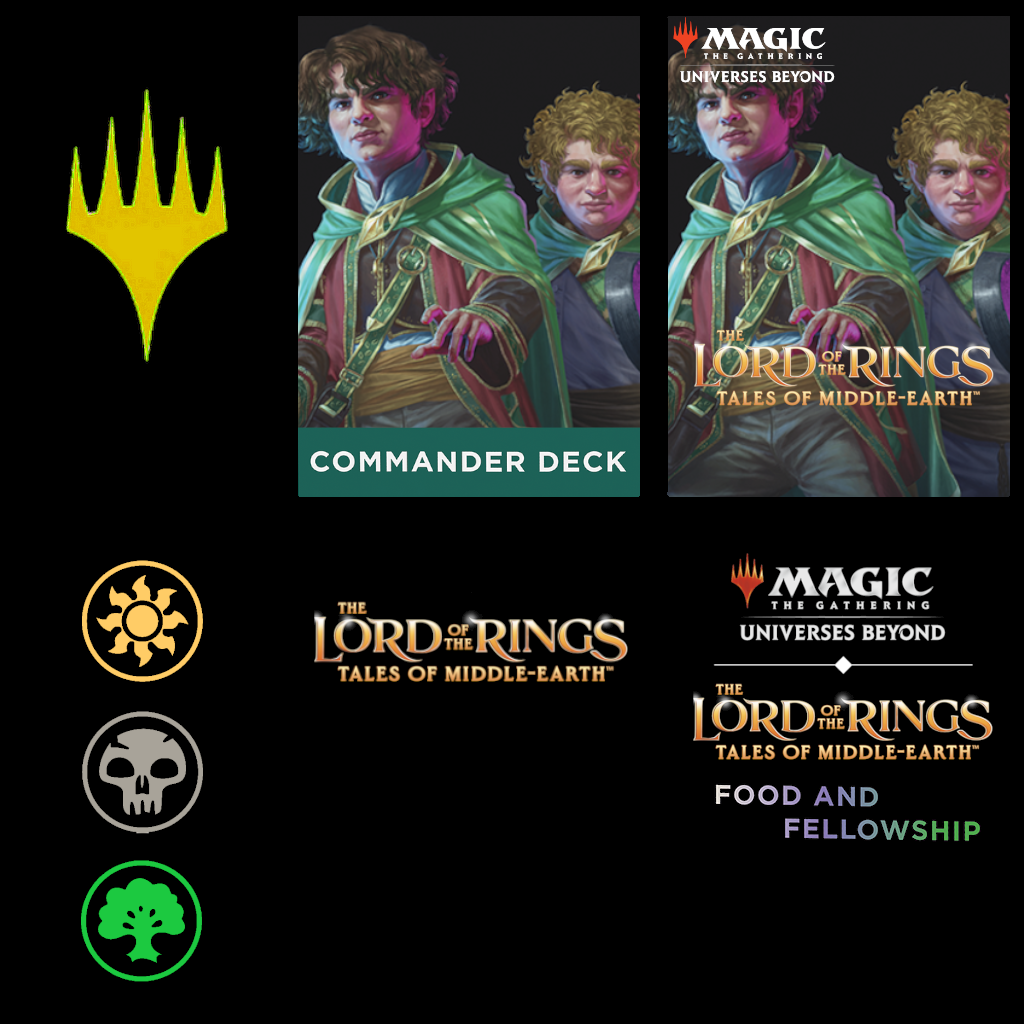 COMMANDER DECK
MAGIC
THE GATHERING
UNIVERSES BEYOND
THE
LORD OF THE RINGS
TALES OF MIDDLE-EARTH™
THE
LORD OF THE RINGS
TALES OF MIDDLE-EARTH™
MAGIC
THE GATHERING
UNIVERSES BEYOND
THE
LORD OF THE RINGS
TALES OF MIDDLE-EARTH™
FOOD AND
FELLOWSHIP